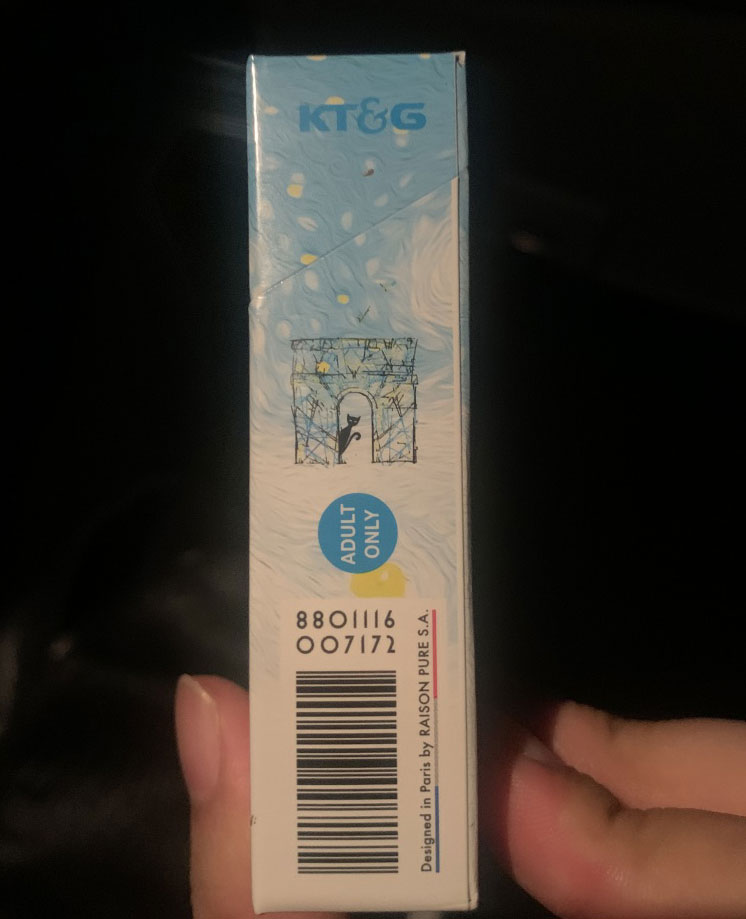 KT&G
ADULT
ONLY
8801116
007172
Designed in Paris by RAISON PURE S.A.